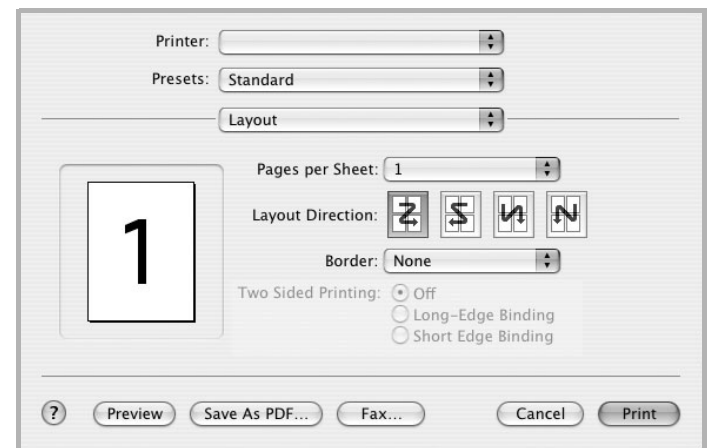 Printer:
Presets: Standard
Layout
Pages per Sheet: 1
1
Layout Direction:
Border: None
Two Sided Printing: Off
Long-Edge Binding
Short Edge Binding
? Preview Save As PDF... Fax... Cancel Print